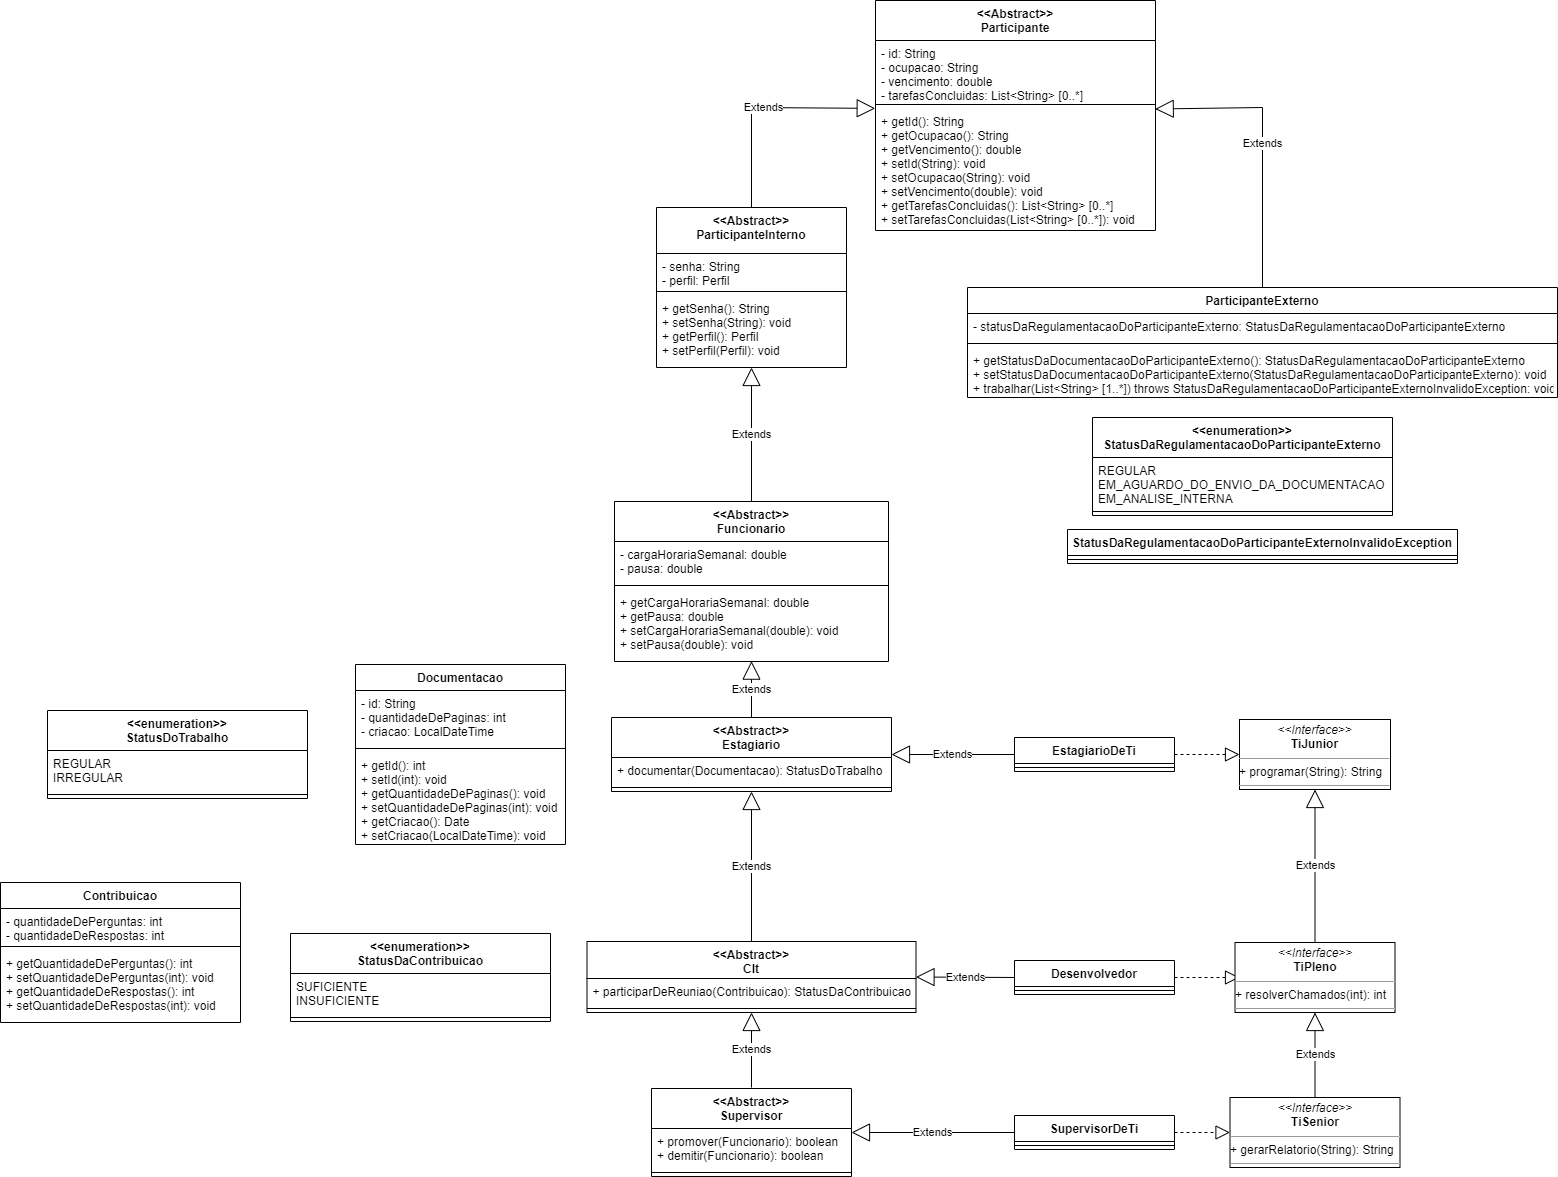 <<Abstract>>
Participante
- id: String
- ocupacao: String
- vencimento: double
- tarefasConcluidas: List<String> [0..*]
+ getId(): String
+ getOcupacao(): String
+ getVencimento(): double
+ setId(String): void
+ setOcupacao(String): void
+ setVencimento(double): void
+ getTarefasConcluidas(): List<String> [0..*]
+ setTarefasConcluidas(List<String> [0..*]): void
Extends
Extends
<<Abstract>>
ParticipanteInterno
- senha: String
- perfil: Perfil
+ getSenha(): String
+ setSenha(String): void
+ getPerfil(): Perfil
+ setPerfil(Perfil): void
ParticipanteExterno
- statusDaRegulamentacaoDoParticipanteExterno: StatusDaRegulamentacaoDoParticipanteExterno
+ getStatusDaDocumentacaoDoParticipanteExterno(): StatusDaRegulamentacaoDoParticipanteExterno
+ setStatusDaDocumentacaoDoParticipanteExterno(StatusDaRegulamentacaoDoParticipanteExterno): void
+ trabalhar(List<String> [1..*]) throws StatusDaRegulamentacaoDoParticipanteExternoInvalidoException: void
Extends
<<enumeration>>
StatusDaRegulamentacaoDoParticipanteExterno
REGULAR
EM_AGUARDO_DO_ENVIO_DA_DOCUMENTACAO
EM_ANALISE_INTERNA
StatusDaRegulamentacaoDoParticipanteExternoInvalidoException
<<Abstract>>
Funcionario
- cargaHorariaSemanal: double
- pausa: double
+ getCargaHorariaSemanal: double
+ getPausa: double
+ setCargaHorariaSemanal(double): void
+ setPausa(double): void
Extends
<<enumeration>>
StatusDoTrabalho
REGULAR
IRREGULAR
Documentacao
- id: String
- quantidadeDePaginas: int
- criacao: LocalDateTime
+ getId(): int
+ setId(int): void
+ getQuantidadeDePaginas(): void
+ setQuantidadeDePaginas(int): void
+ getCriacao(): Date
+ setCriacao(LocalDateTime): void
<<Abstract>>
Estagiario
+ documentar(Documentacao): StatusDoTrabalho
Extends
EstagiarioDeTi
<<Interface>>
TiJunior
+ programar(String): String
Extends
Extends
Contribuicao
- quantidadeDePerguntas: int
- quantidadeDeRespostas: int
+ getQuantidadeDePerguntas(): int
+ setQuantidadeDePerguntas(int): void
+ getQuantidadeDeRespostas(): int
+ setQuantidadeDeRespostas(int): void
<<enumeration>>
StatusDaContribuicao
SUFICIENTE
INSUFICIENTE
<<Abstract>>
Clt
+ participarDeReuniao(Contribuicao): StatusDaContribuicao
Extends
Desenvolvedor
<<Interface>>
TiPleno
+ resolverChamados(int): int
Extends
Extends
<<Abstract>>
Supervisor
+ promover(Funcionario): boolean
+ demitir(Funcionario): boolean
Extends
SupervisorDeTi
<<Interface>>
TiSenior
+ gerarRelatorio(String): String